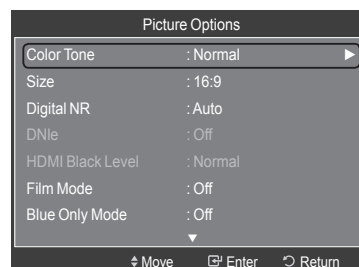 Picture Options
Color Tone : Normal ►
Size : 16:9
Digital NR : Auto
DNIe : Off
HDMI Black Level : Normal
Film Mode : Off
Blue Only Mode : Off
▼
Move Enter Return